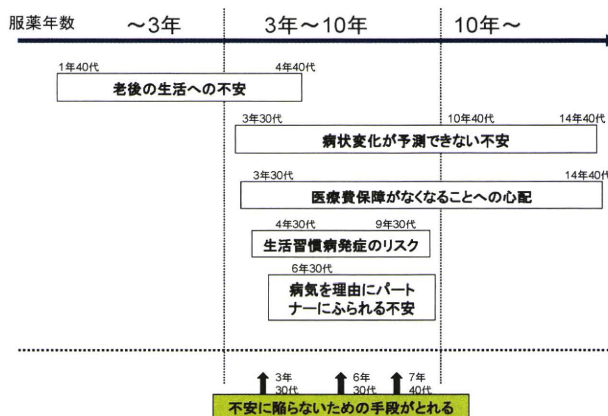 服薬年数 ～3年 3年～10年 10年～
1年40代 4年40代
老後の生活への不安
3年30代 10年40代 14年40代
病状変化が予測できない不安
3年30代 14年40代
医療費保障がなくなることへの心配
4年30代 9年30代
生活習慣病発症のリスク
6年30代
病気を理由にパート
ナーにふられる不安
3年 6年 7年
30代 30代 40代
不安に陥らないための手段がとれる